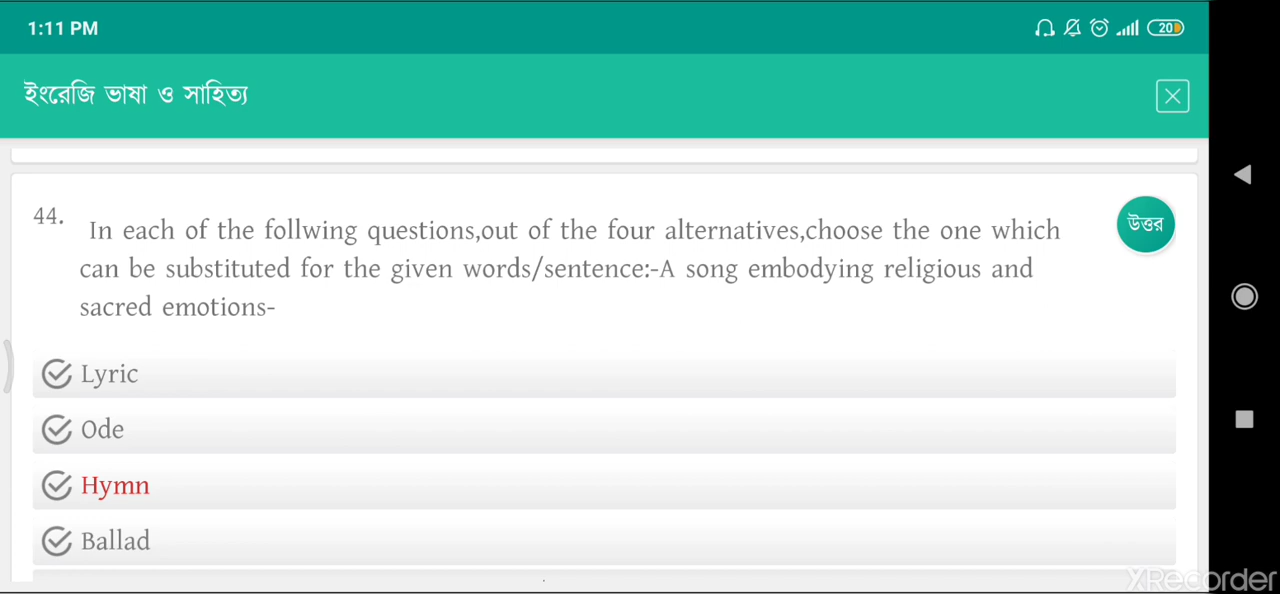 1:11 PM
20
ইংরেজি ভাষা ও সাহিত্য
44.
In each of the follwing questions,out of the four alternatives,choose the one which
can be substituted for the given words/sentence:-A song embodying religious and
sacred emotions-
উত্তর
Lyric
Ode
Hymn
Ballad
XRecorder